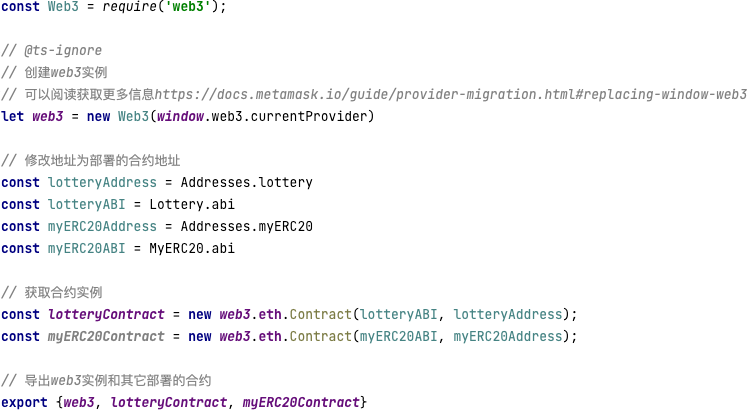 const Web3 = require('web3');
// @ts-ignore
// 创建web3实例
// 可以阅读获取更多信息https://docs.metamask.io/guide/provider-migration.html#replacing-window-web3
let web3 = new Web3(window.web3.currentProvider)
// 修改地址为部署的合约地址
const lotteryAddress = Addresses.lottery
const lotteryABI = Lottery.abi
const myERC20Address = Addresses.myERC20
const myERC20ABI = MyERC20.abi
// 获取合约实例
const lotteryContract = new web3.eth.Contract(lotteryABI, lotteryAddress);
const myERC20Contract = new web3.eth.Contract(myERC20ABI, myERC20Address);
// 导出web3实例和其它部署的合约
export {web3, lotteryContract, myERC20Contract}